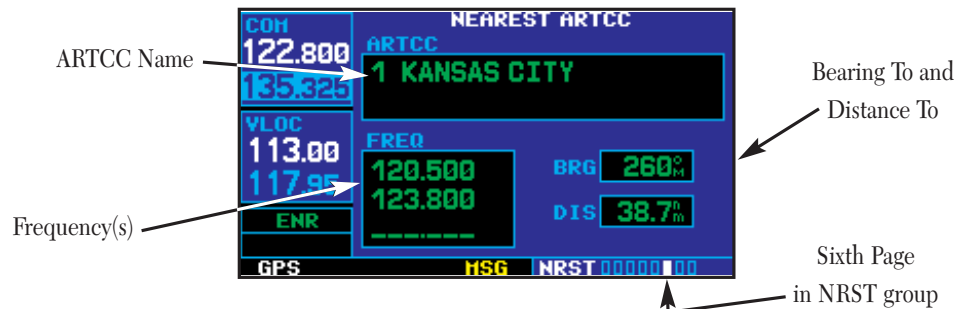 COM
122.800
135.325
VLOC
113.00
117.95
ENR
GPS
NEAREST ARTCC
ARTCC
1 KANSAS CITY
FREQ
120.500
123.800
___.___
BRG 260°M
DIS 38.7nm
MSG
NRST
ARTCC Name
Frequency(s)
Bearing To and
Distance To
Sixth Page
in NRST group